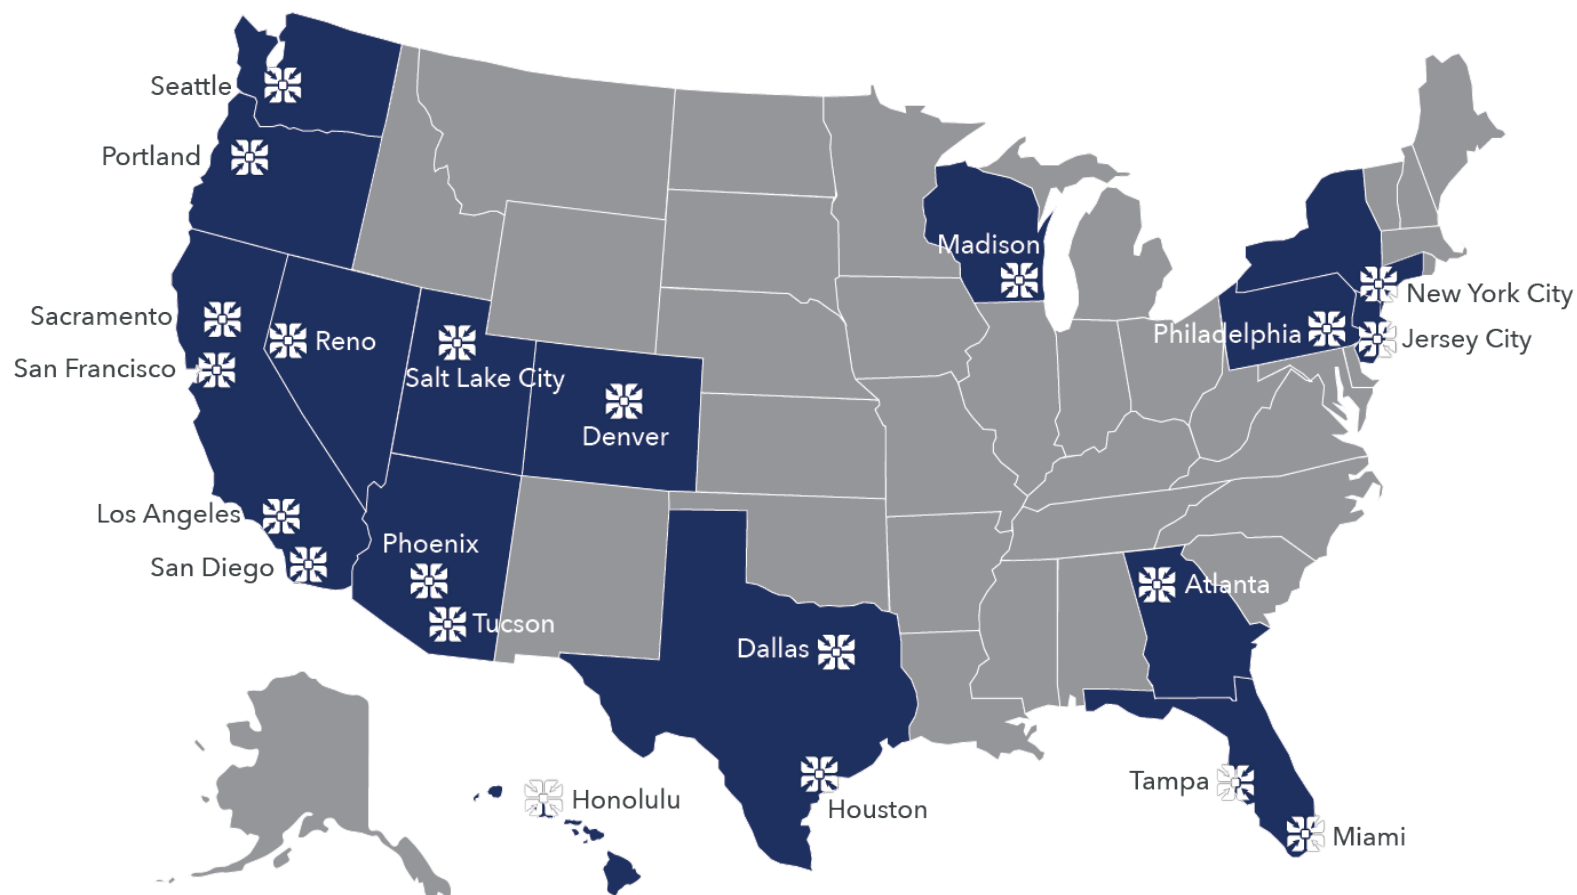 Seattle
Portland
Madison
New York City
Sacramento
Reno
Philadelphia
Jersey City
San Francisco
Salt Lake City
Denver
Los Angeles
Phoenix
San Diego
Atlanta
Tucson
Dallas
Tampa
Honolulu
Houston
Miami